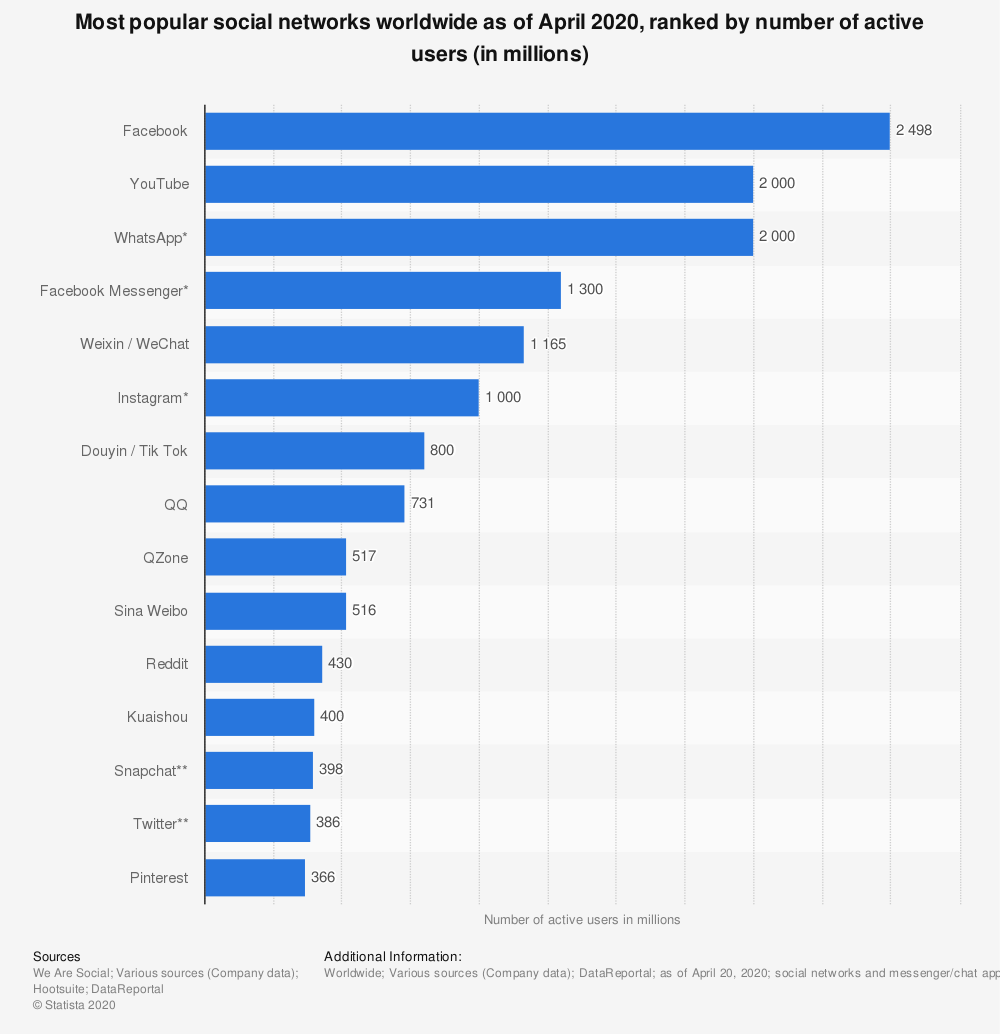 Most popular social networks worldwide as of April 2020, ranked by number of active
users (in millions)
Facebook 2 498
YouTube 2 000
WhatsApp* 2 000
Facebook Messenger* 1 300
Weixin / WeChat 1 165
Instagram* 1 000
Douyin / Tik Tok 800
QQ 731
QZone 517
Sina Weibo 516
Reddit 430
Kuaishou 400
Snapchat** 398
Twitter** 386
Pinterest 366
Number of active users in millions
Sources
We Are Social; Various sources (Company data);
Hootsuite; DataReportal
© Statista 2020
Additional Information:
Worldwide; Various sources (Company data); DataReportal; as of April 20, 2020; social networks and messenger/chat app